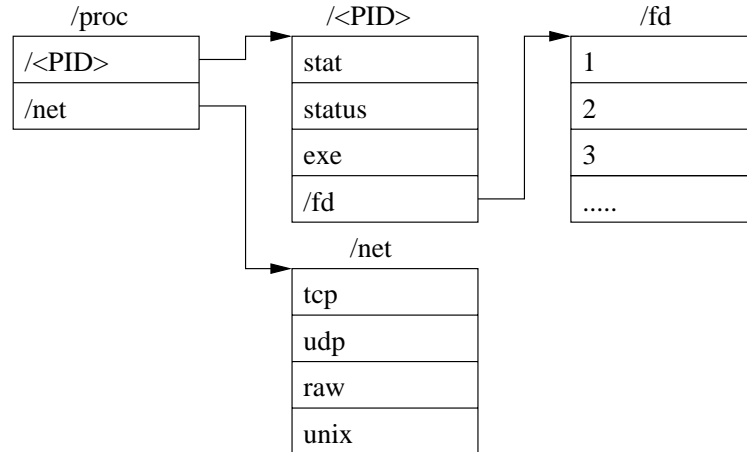 /proc
/<PID>
/net
/<PID>
stat
status
exe
/fd
/fd
1
2
3
.....
/net
tcp
udp
raw
unix